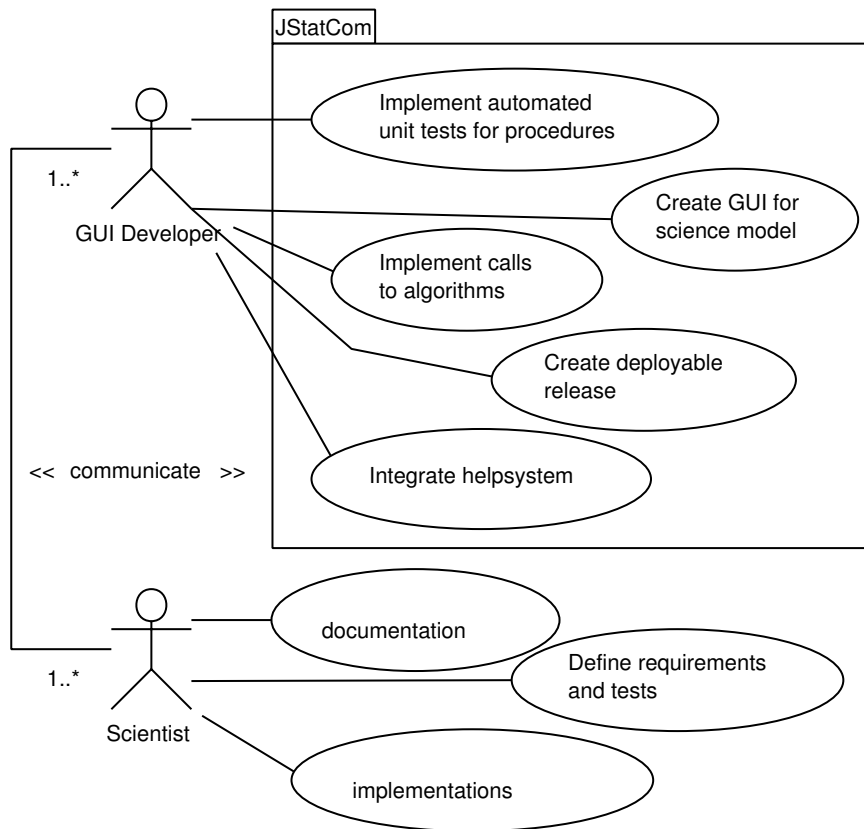 JStatCom
Implement automated
unit tests for procedures
1..*
Create GUI for
science model
GUI Developer
Implement calls
to algorithms
Create deployable
release
<< communicate >>
Integrate helpsystem
documentation
Define requirements
and tests
1..*
Scientist
implementations